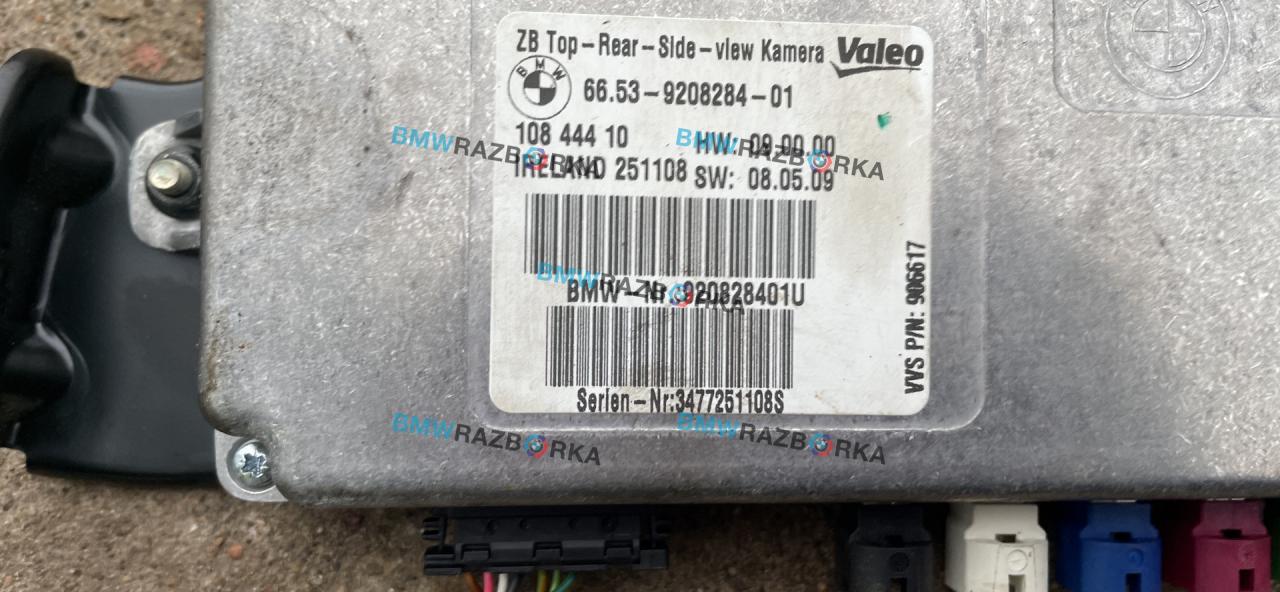 ZB Top-Rear-Side-view Kamera Valeo
BMW
66.53-9208284-01
108 444 10 HW: 09.00.00
IRELAND 251108 SW: 08.05.09
BMW-Nr:920828401U
Serien-Nr:3477251108S
VVS P/N: 906617
BMWRAZBORKA
BMWRAZBORKA
BMWRAZBORKA
BMWRAZBORKA
BMWRAZBORKA